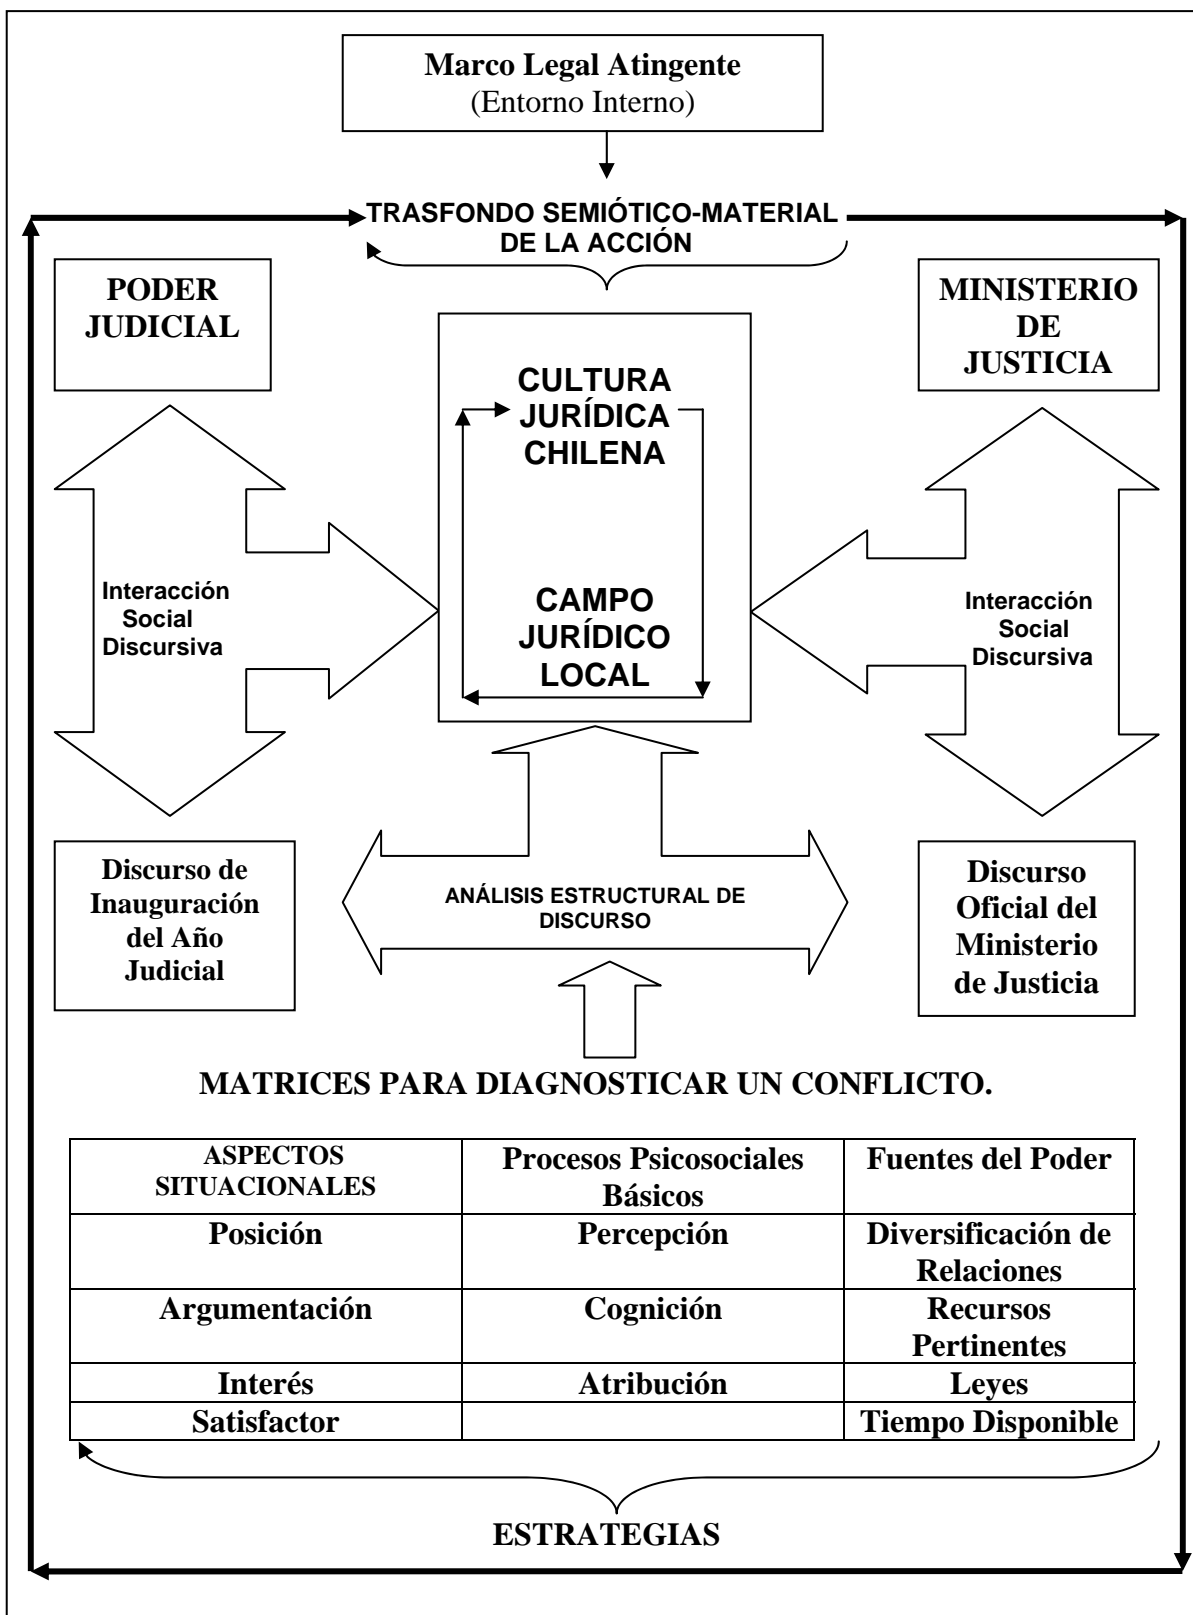 Marco Legal Atingente
(Entorno Interno)
TRASFONDO SEMIÓTICO-MATERIAL
DE LA ACCIÓN
PODER
JUDICIAL
MINISTERIO
DE
JUSTICIA
CULTURA
JURÍDICA
CHILENA
CAMPO
JURÍDICO
LOCAL
Interacción
Social
Discursiva
Interacción
Social
Discursiva
Discurso de
Inauguración
del Año
Judicial
ANÁLISIS ESTRUCTURAL DE
DISCURSO
Discurso
Oficial del
Ministerio
de Justicia
MATRICES PARA DIAGNOSTICAR UN CONFLICTO.
ASPECTOS
SITUACIONALES
Procesos Psicosociales
Básicos
Fuentes del Poder
Posición
Percepción
Diversificación de
Relaciones
Argumentación
Cognición
Recursos
Pertinentes
Interés
Atribución
Leyes
Satisfactor
Tiempo Disponible
ESTRATEGIAS